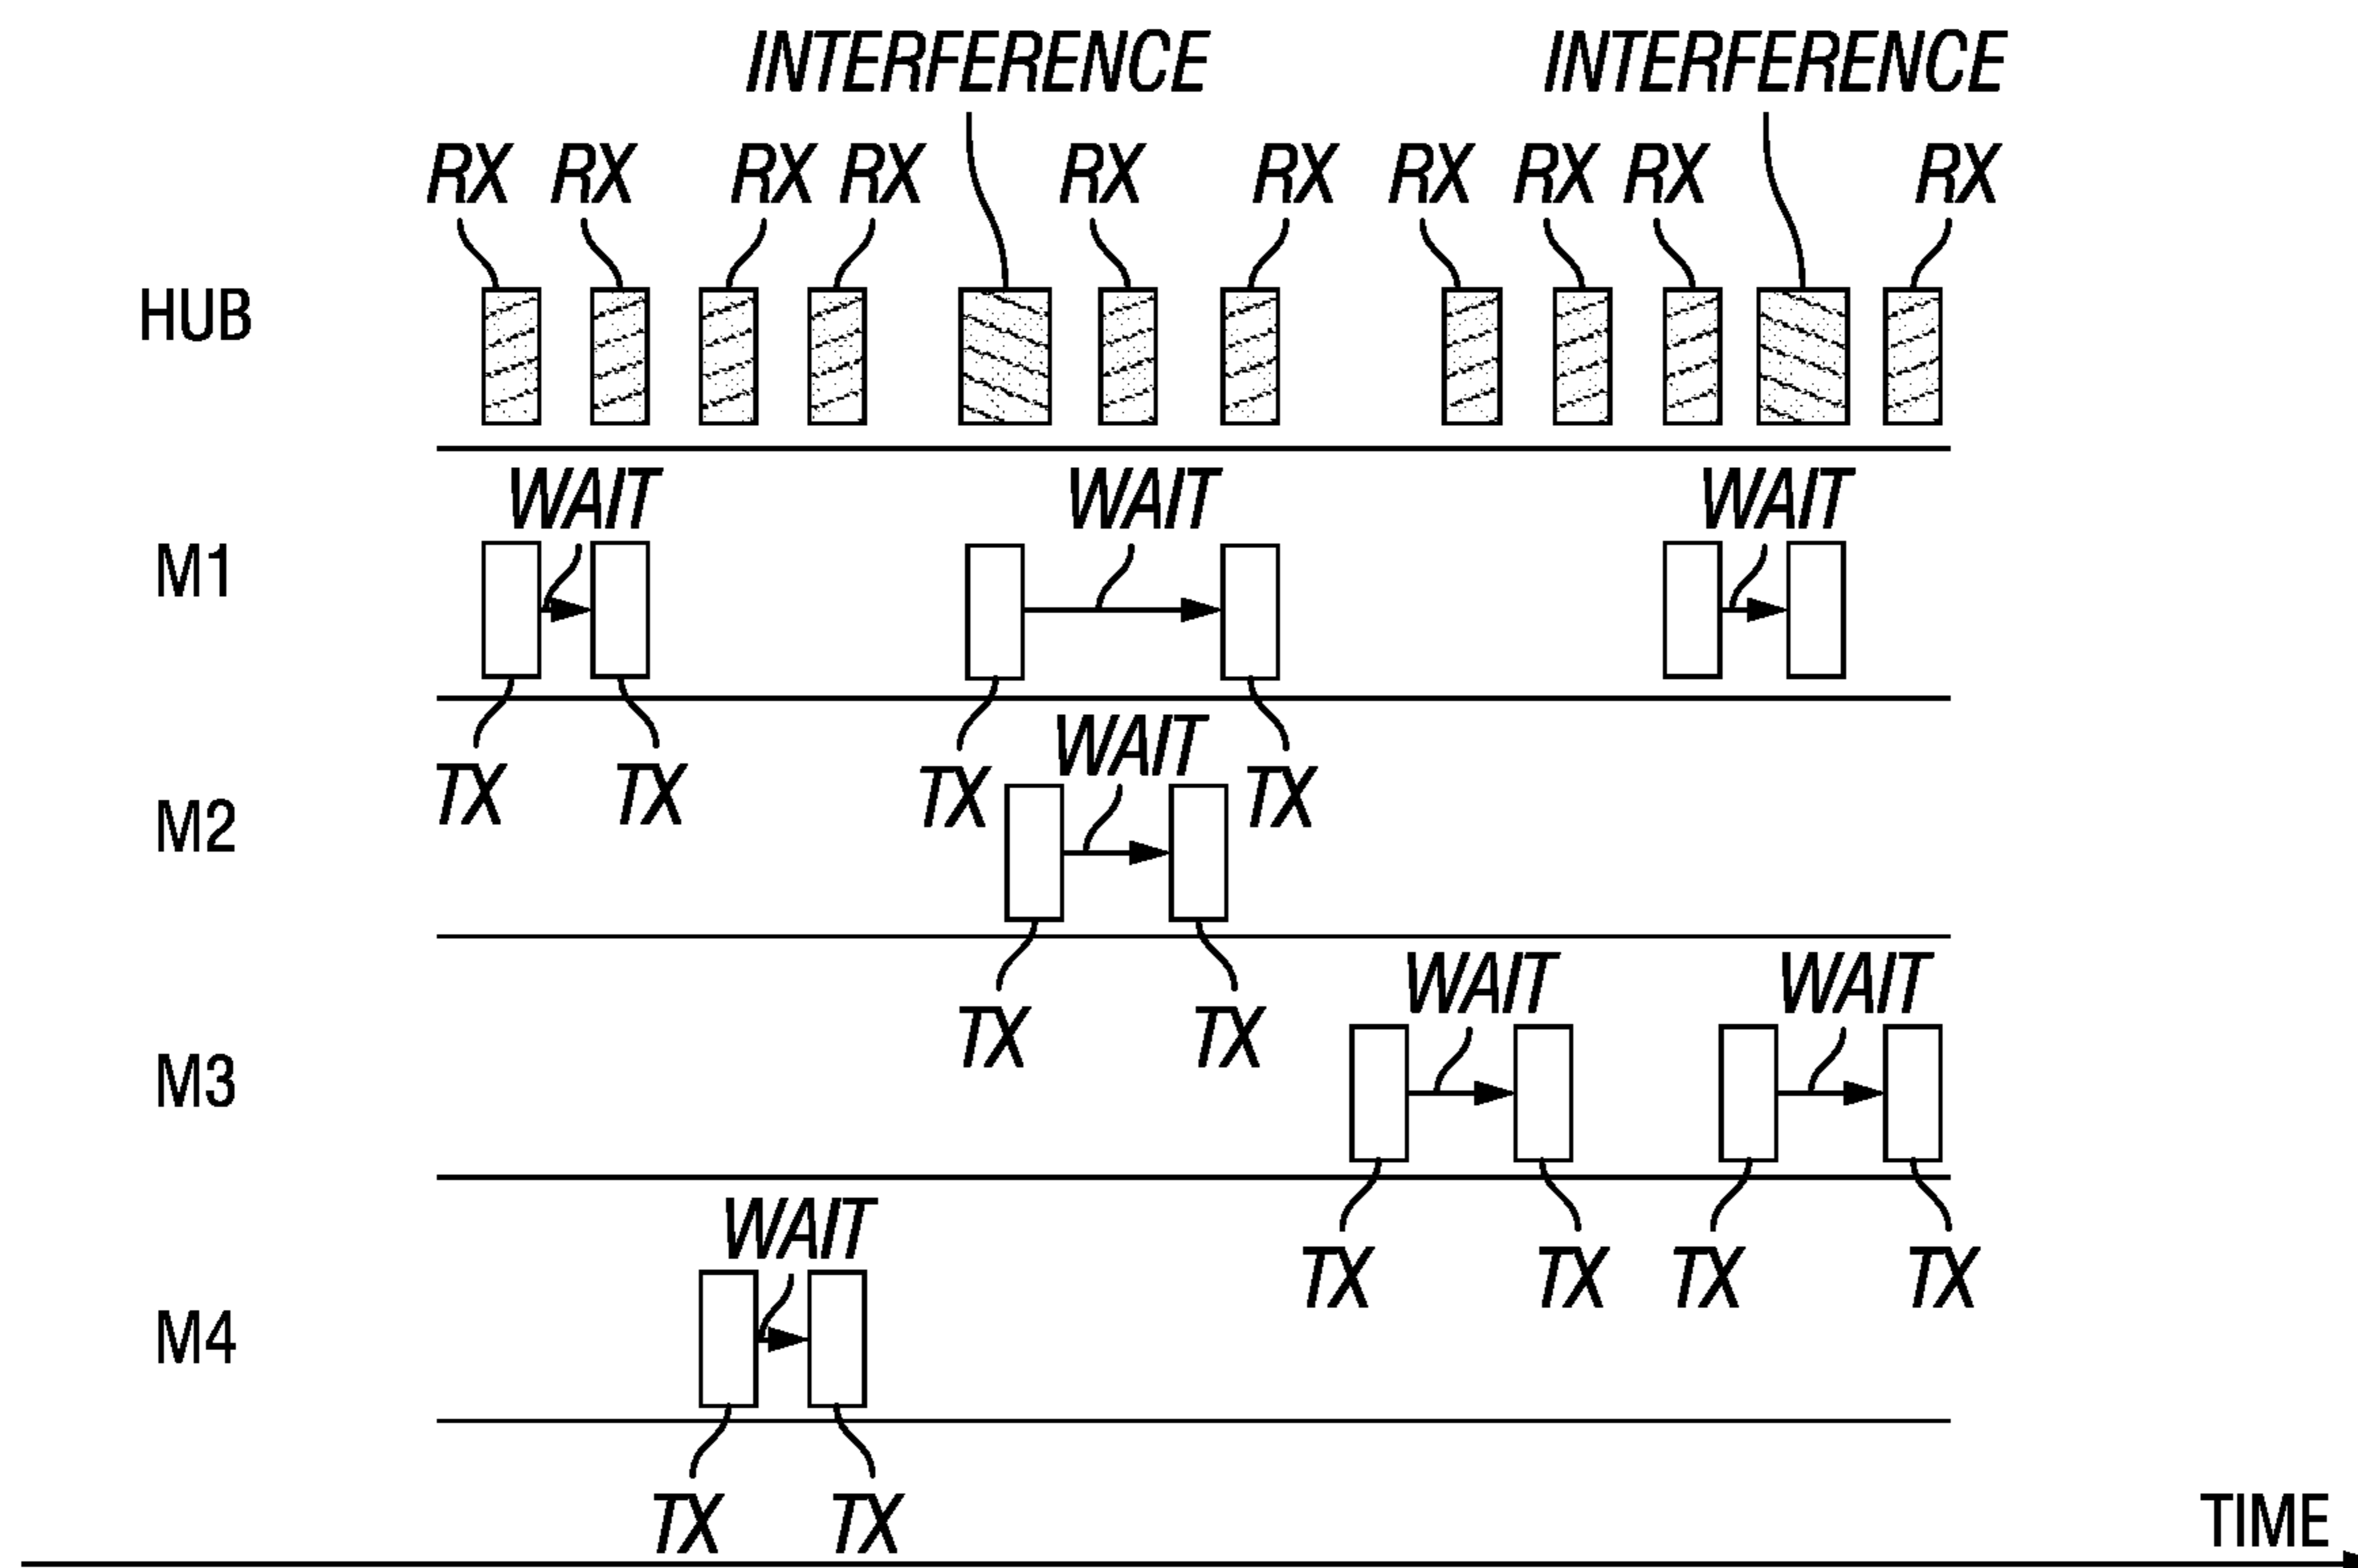 INTERFERENCE INTERFERENCE
RX RX RX RX RX RX RX RX RX RX
HUB
WAIT WAIT WAIT
M1
TX TX TX TX
WAIT
M2
TX TX
WAIT WAIT
M3
TX TX TX TX
WAIT
M4
TX TX
TIME